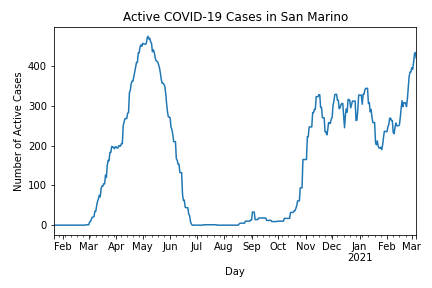 Active COVID-19 Cases in San Marino
Number of Active Cases
400
300
200
100
0
Feb Mar Apr May Jun Jul Aug Sep Oct Nov Dec Jan Feb Mar
2021
Day